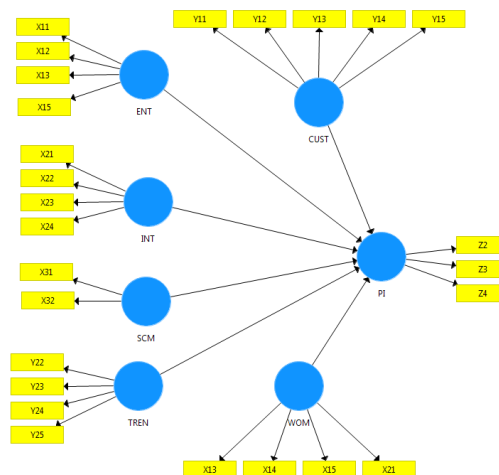 X11
X12
X13
X15
ENT
Y11
Y12
Y13
Y14
Y15
CUST
X21
X22
X23
X24
INT
Z2
Z3
Z4
PI
X31
X32
SCM
Y22
Y23
Y24
Y25
TREN
WOM
X13
X14
X15
X21